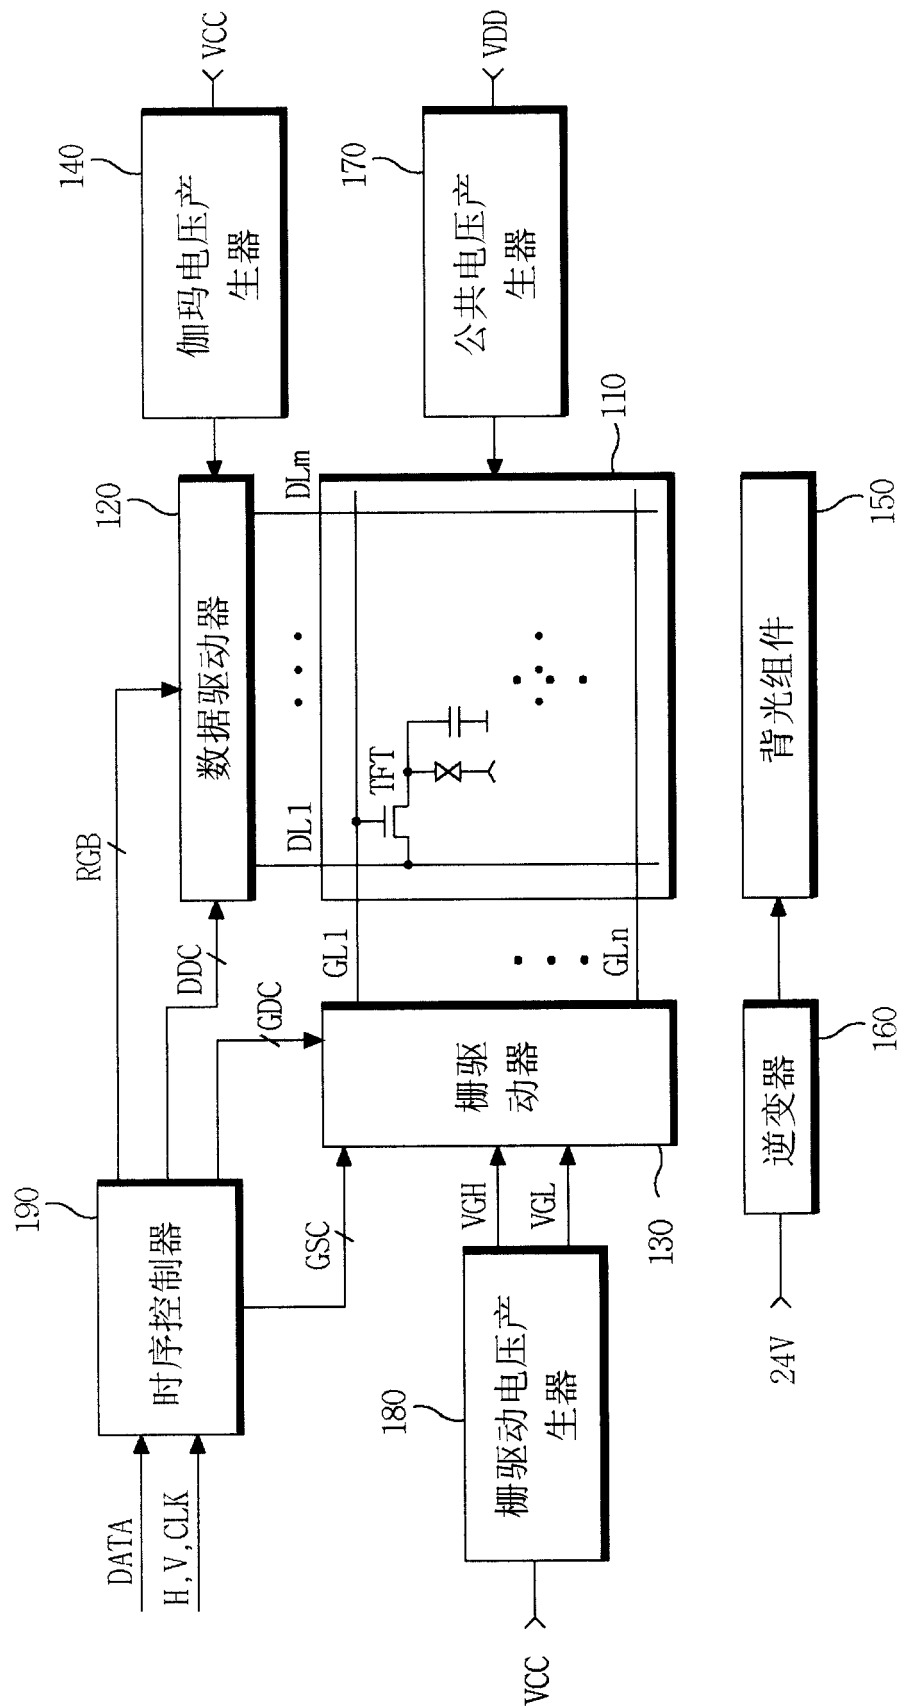 DATA
H,V,CLK
190
时序控制器
RGB
DDC
GDC
GSC
120
数据驱动器
140
伽玛电压产
生器
VCC
DL1
DLm
TFT
GL1
GLn
110
170
公共电压产
生器
VDD
栅驱
动器
130
VGH
VGL
180
栅驱动电压产
生器
VCC
24V
逆变器
160
背光组件
150